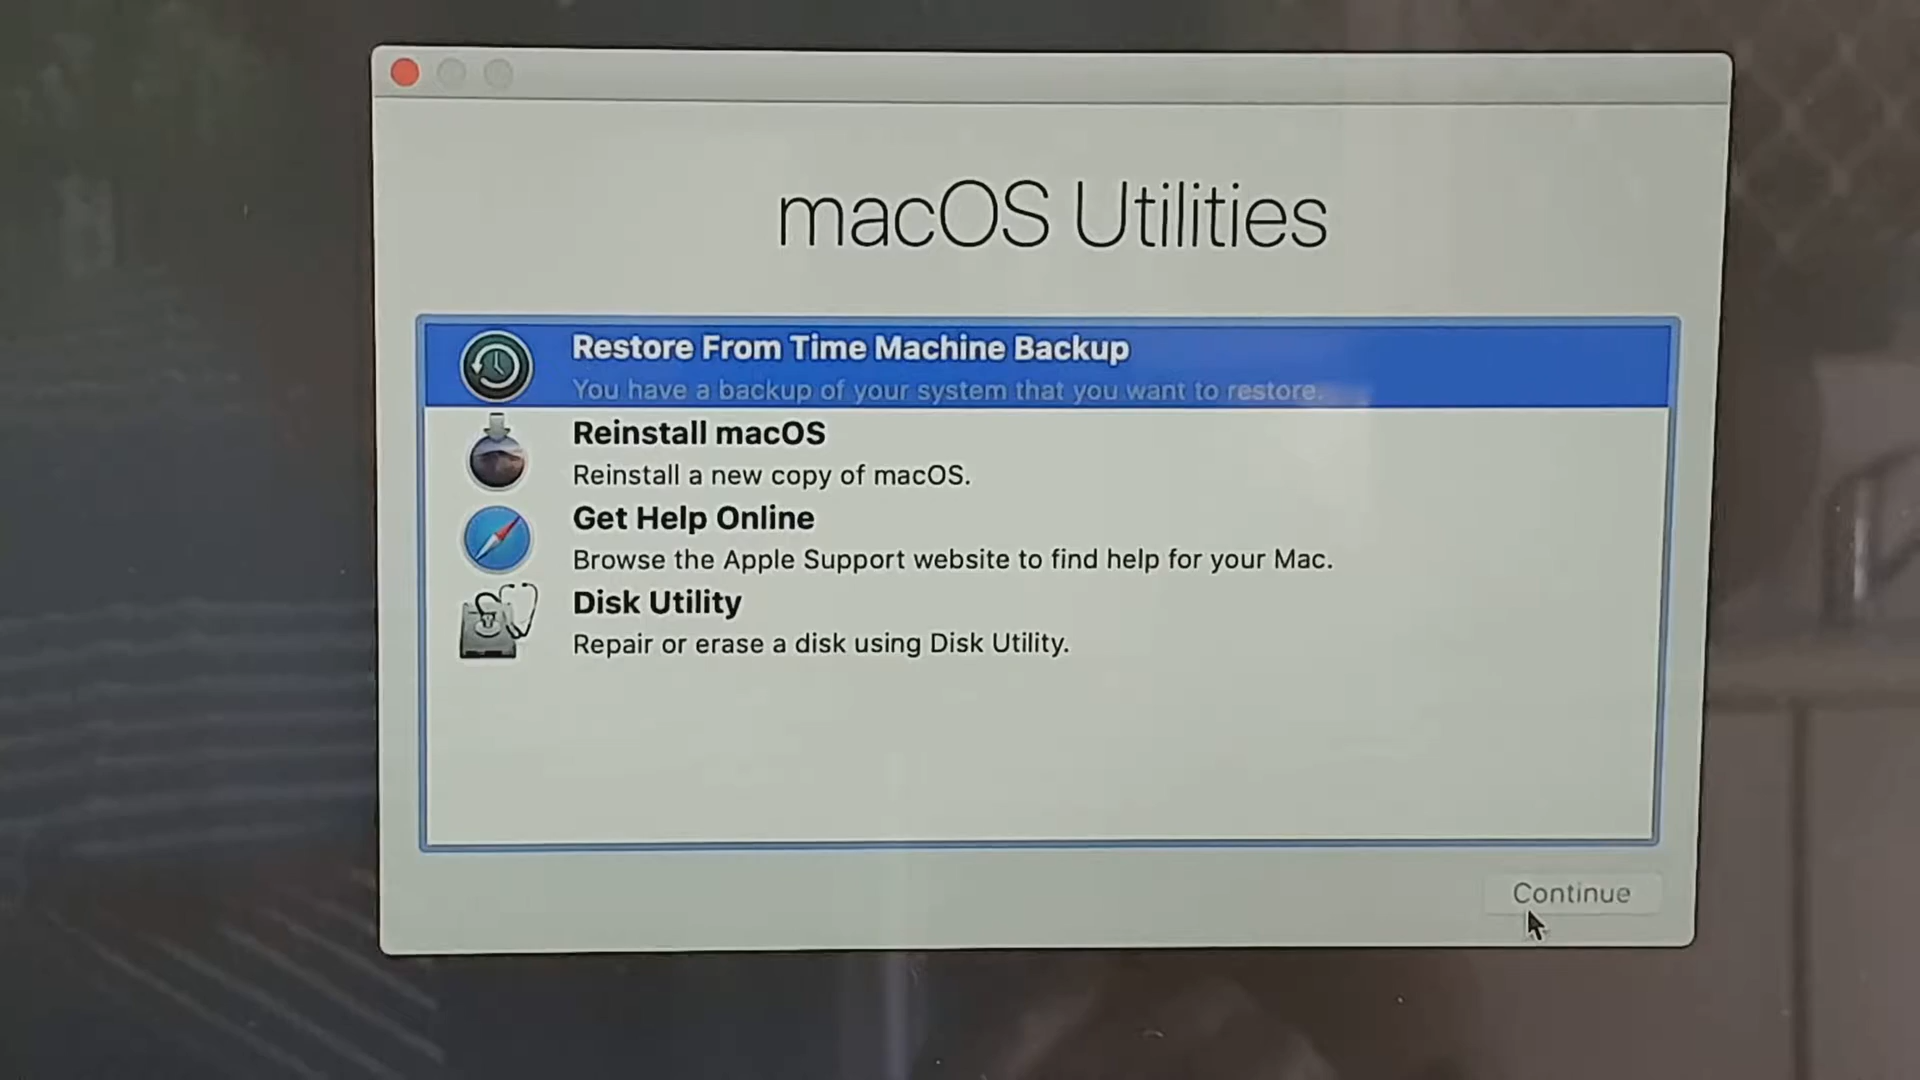 macOS Utilities
Restore From Time Machine Backup
You have a backup of your system that you want to restore.
Reinstall macOS
Reinstall a new copy of macOS.
Get Help Online
Browse the Apple Support website to find help for your Mac.
Disk Utility
Repair or erase a disk using Disk Utility.
Continue